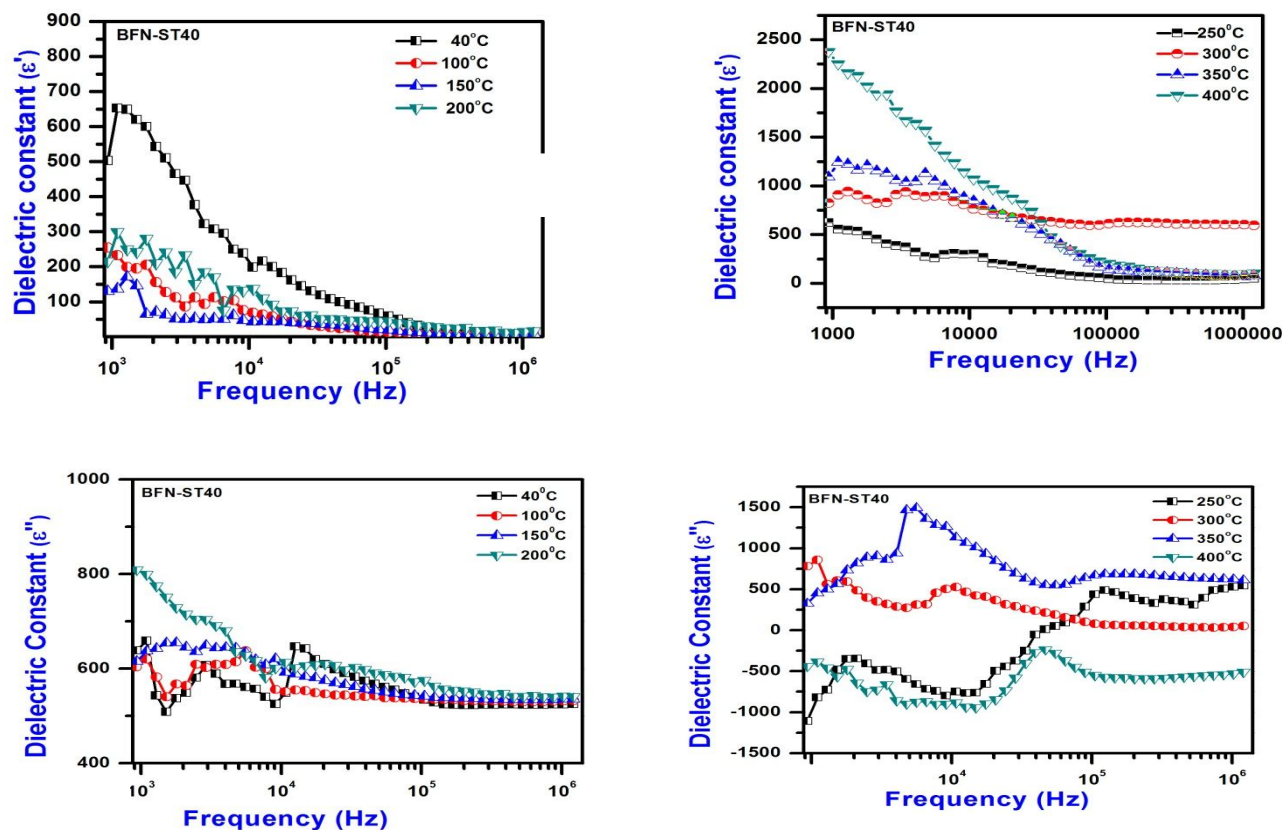 BFN-ST40
40°C
100°C
150°C
200°C
Dielectric constant (ε')
900
800
700
600
500
400
300
200
100
10³ 10⁴ 10⁵ 10⁶
Frequency (Hz)
BFN-ST40
250°C
300°C
350°C
400°C
Dielectric constant (ε')
2500
2000
1500
1000
500
0
1000 10000 100000 1000000
Frequency (Hz)
BFN-ST40
40°C
100°C
150°C
200°C
Dielectric Constant (ε'')
1000
800
600
400
10³ 10⁴ 10⁵ 10⁶
Frequency (Hz)
BFN-ST40
250°C
300°C
350°C
400°C
Dielectric Constant (ε'')
1500
1000
500
0
-500
-1000
-1500
10⁴ 10⁵ 10⁶
Frequency (Hz)